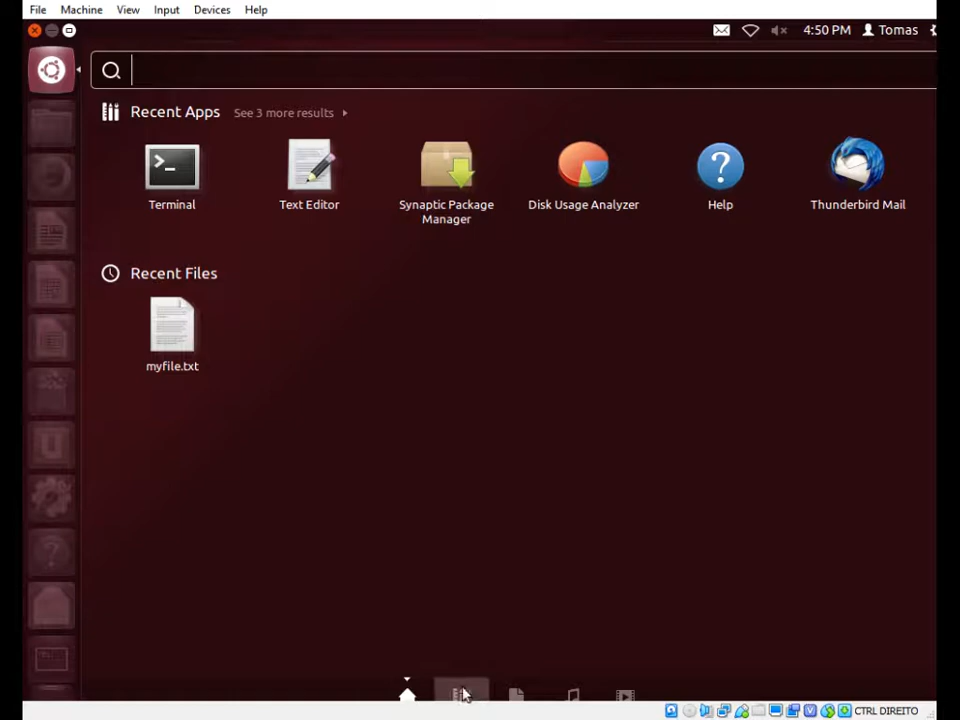 File Machine View Input Devices Help
4:50 PM Tomas
Recent Apps See 3 more results
Terminal
Text Editor
Synaptic Package
Manager
Disk Usage Analyzer
Help
Thunderbird Mail
Recent Files
myfile.txt
CTRL DIREITO